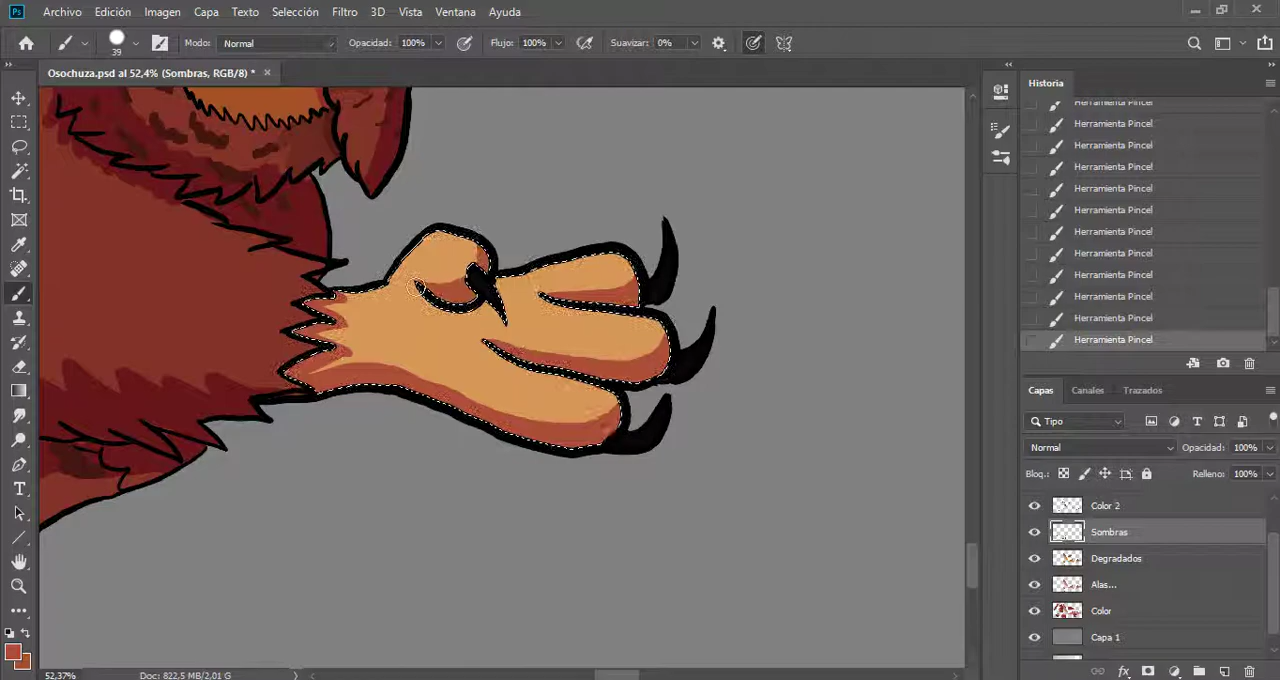 Ps Archivo Edición Imagen Capa Texto Selección Filtro 3D Vista Ventana Ayuda
39 Modo: Normal Opacidad: 100% Flujo: 100% Suavizar: 0%
Osochuza.psd al 52,4% (Sombras, RGB/8) *
Historia
Herramienta Pincel
Herramienta Pincel
Herramienta Pincel
Herramienta Pincel
Herramienta Pincel
Herramienta Pincel
Herramienta Pincel
Herramienta Pincel
Herramienta Pincel
Herramienta Pincel
Herramienta Pincel
Herramienta Pincel
Capas Canales Trazados
Tipo
Normal Opacidad: 100%
Bloq.: Relleno: 100%
Color 2
Sombras
Degradados
Alas...
Color
Capa 1
52,37% Doc: 822,5 MB/2,01 G